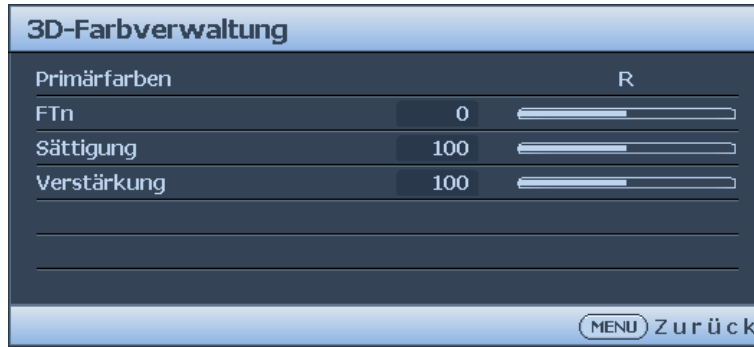 3D-Farbverwaltung
Primärfarben R
FTn 0
Sättigung 100
Verstärkung 100
MENU Zurück